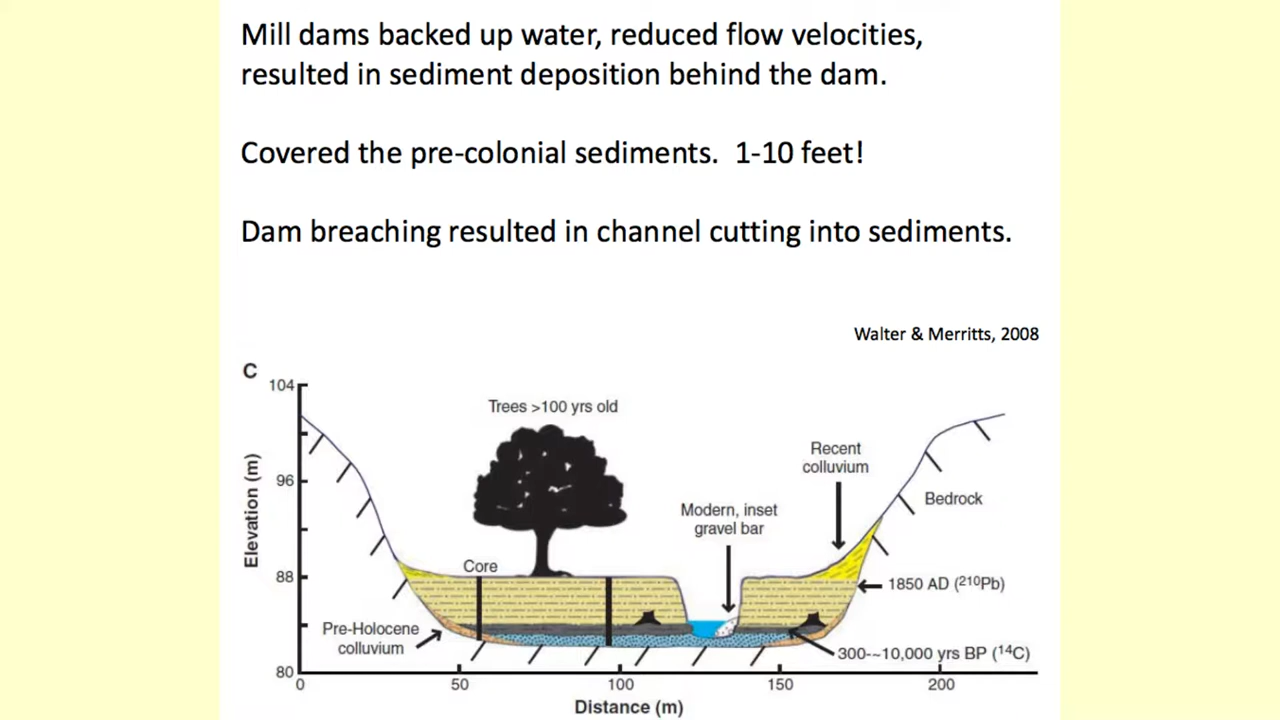 Mill dams backed up water, reduced flow velocities,
resulted in sediment deposition behind the dam.
Covered the pre-colonial sediments.  1-10 feet!
Dam breaching resulted in channel cutting into sediments.
Walter & Merritts, 2008
C
104
Trees >100 yrs old
Recent
colluvium
96
Elevation (m)
Modern, inset
gravel bar
Bedrock
Core
88
1850 AD (²¹⁰Pb)
Pre-Holocene
colluvium
300-~10,000 yrs BP (¹⁴C)
80
0
50
100
150
200
Distance (m)